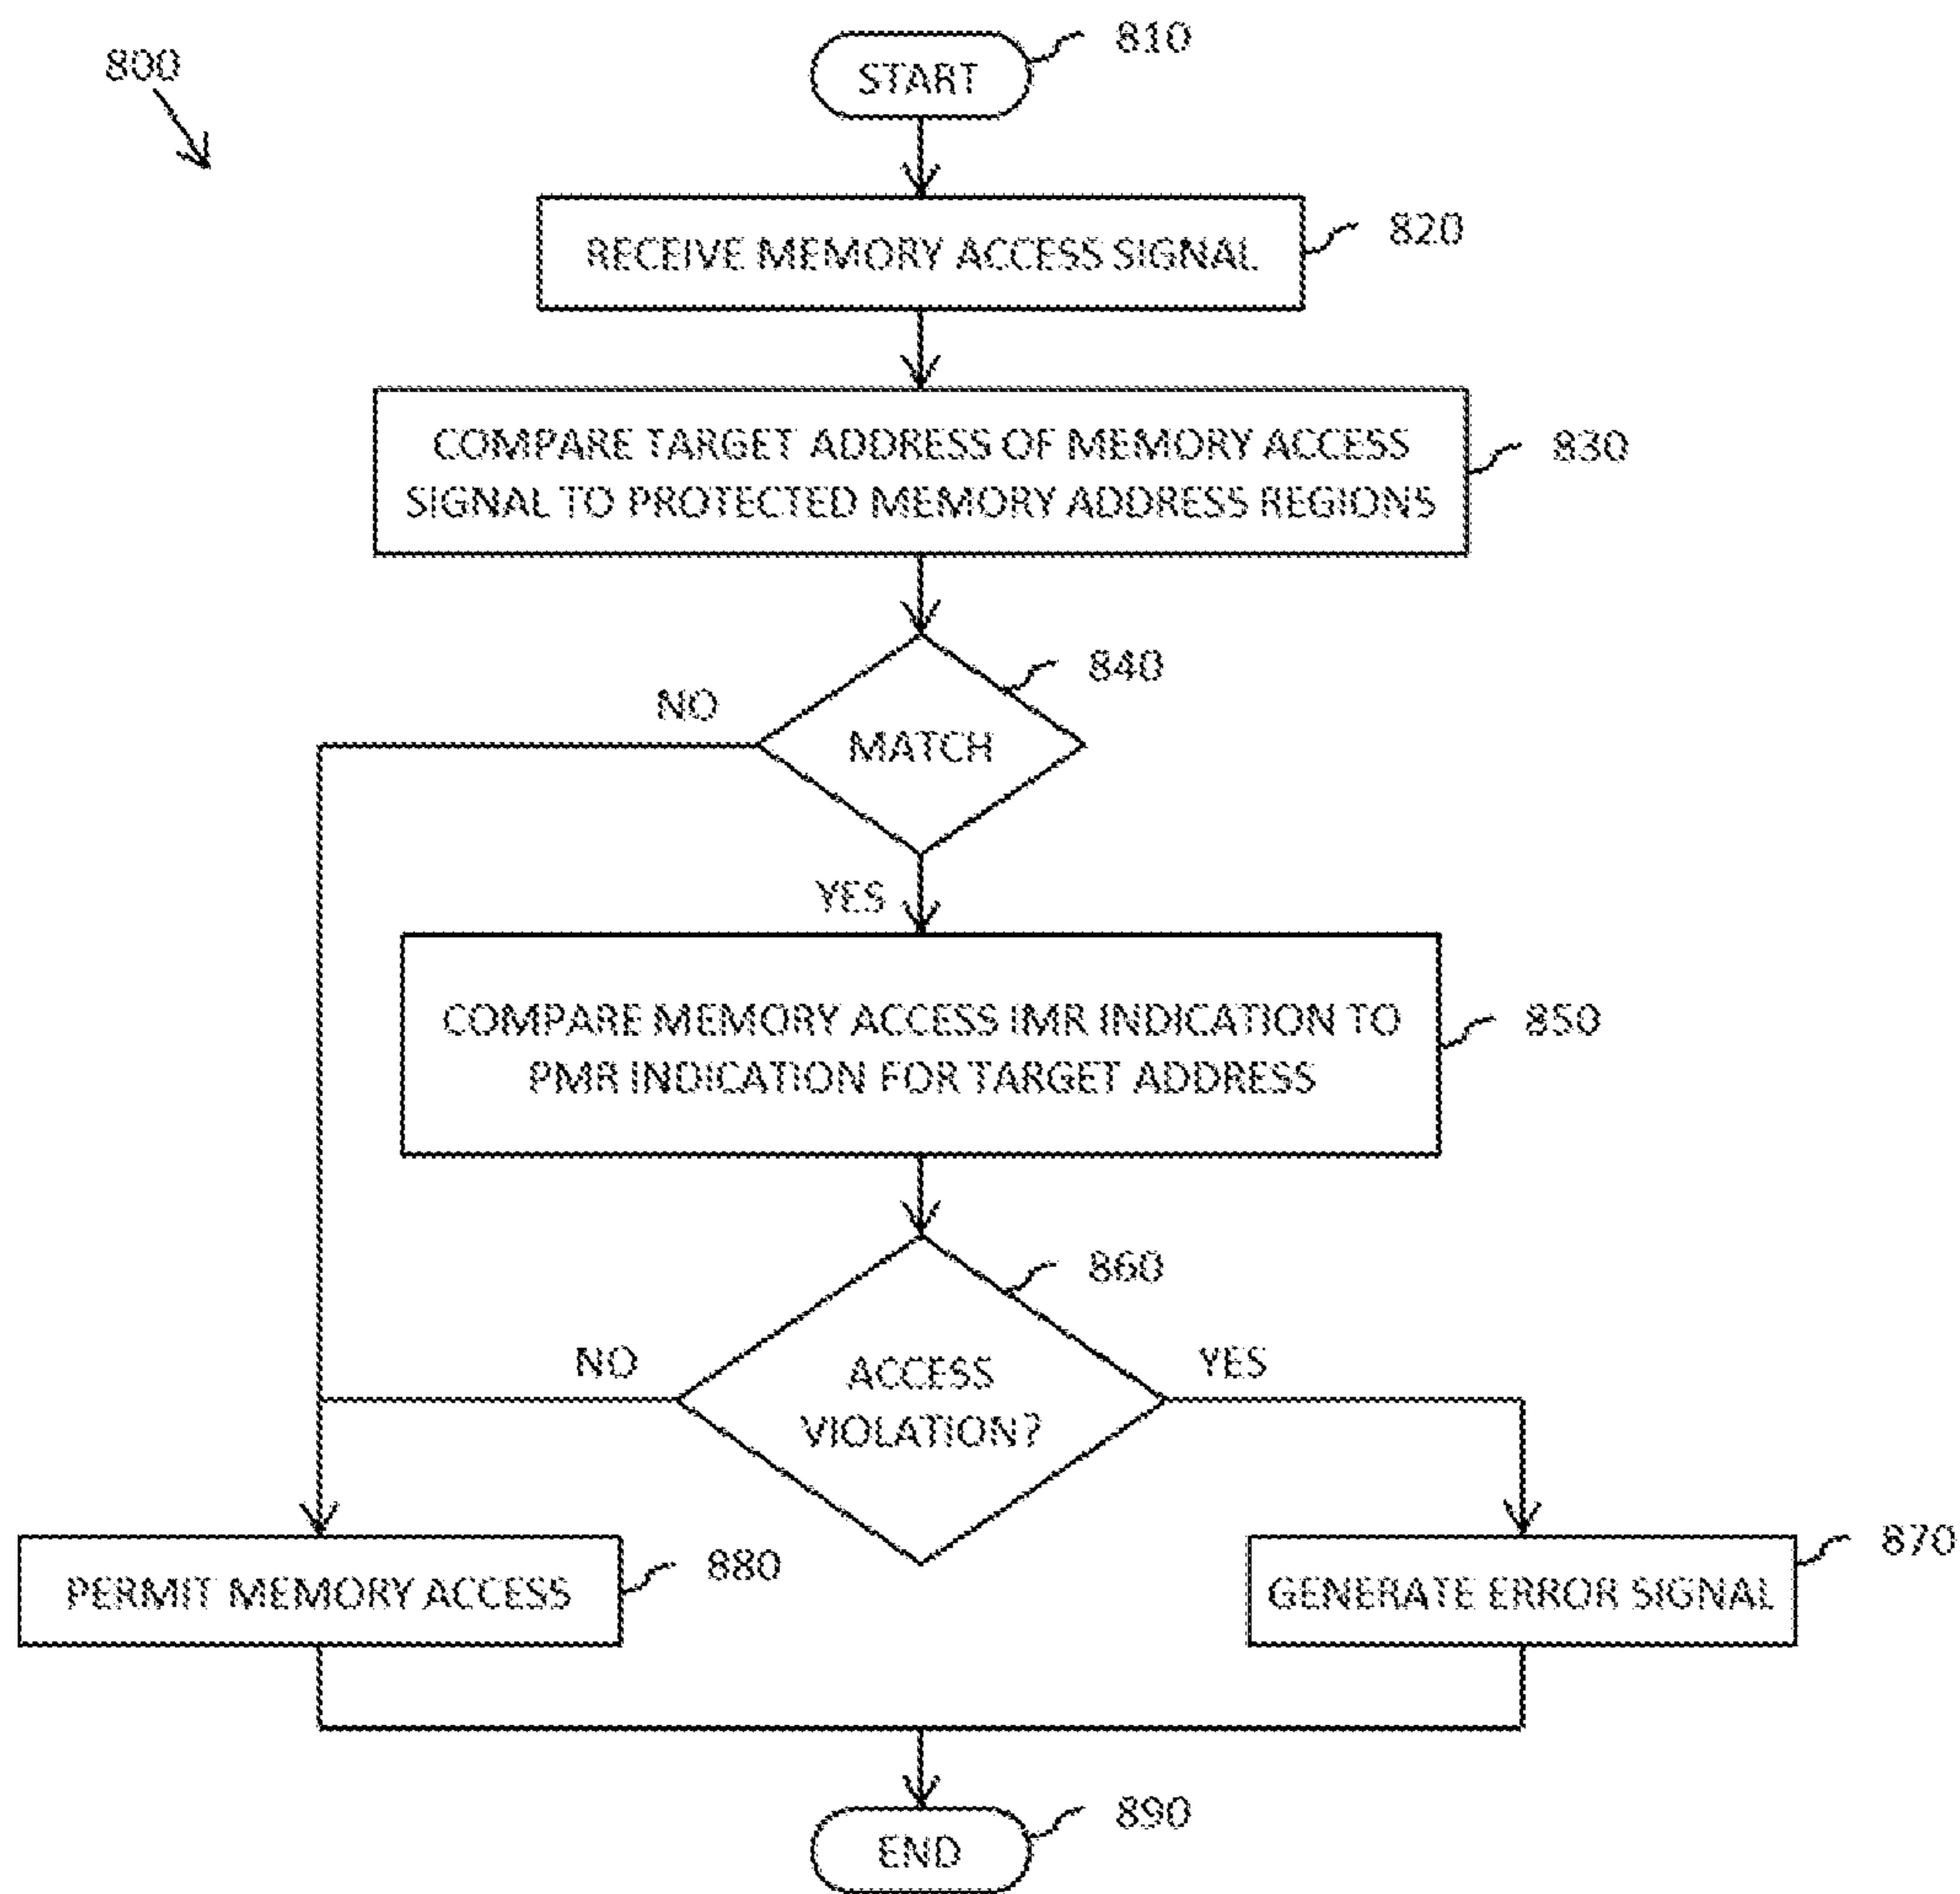 800
START
810
RECEIVE MEMORY ACCESS SIGNAL
820
COMPARE TARGET ADDRESS OF MEMORY ACCESS
SIGNAL TO PROTECTED MEMORY ADDRESS REGIONS
830
MATCH
840
NO
YES
COMPARE MEMORY ACCESS IMR INDICATION TO
PMR INDICATION FOR TARGET ADDRESS
850
ACCESS
VIOLATION?
860
NO
YES
PERMIT MEMORY ACCESS
880
GENERATE ERROR SIGNAL
870
END
890